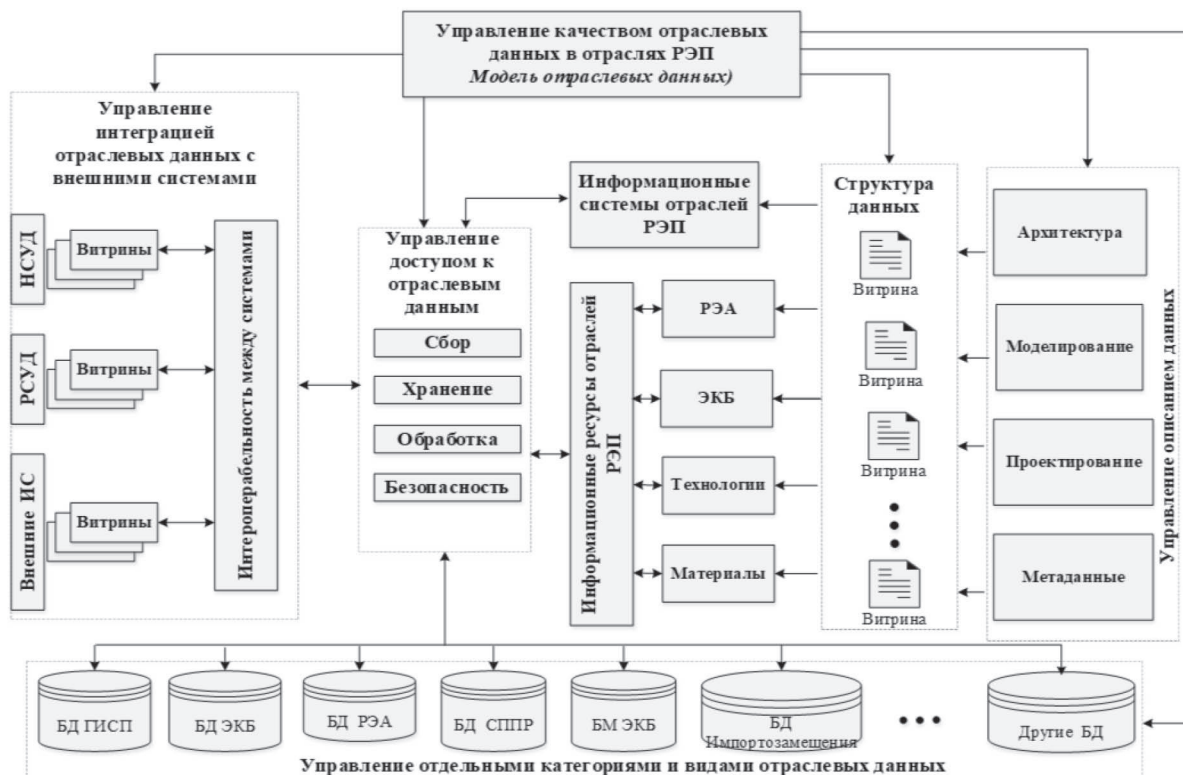 Управление качеством отраслевых
данных в отраслях РЭП
Модель отраслевых данных)
Управление
интеграцией
отраслевых данных с
внешними системами
НСУД
Витрины
РСУД
Витрины
Внешние ИС
Витрины
Интероперабельность между системами
Управление
доступом к
отраслевым
данным
Сбор
Хранение
Обработка
Безопасность
Информационные
системы отраслей
РЭП
Информационные ресурсы отраслей
РЭП
РЭА
ЭКБ
Технологии
Материалы
Структура
данных
Витрина
Витрина
Витрина
Витрина
Архитектура
Моделирование
Проектирование
Метаданные
Управление описанием данных
БД ГИСП
БД ЭКБ
БД РЭА
БД СППР
БМ ЭКБ
БД
Импортозамещения
Другие БД
Управление отдельными категориями и видами отраслевых данных